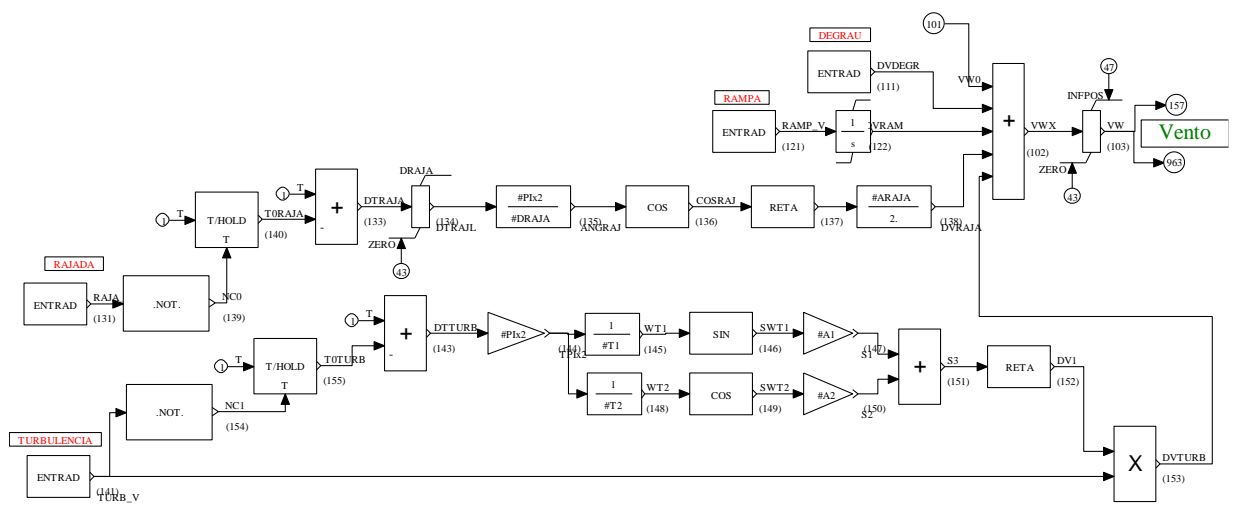 101
DEGRAU
ENTRAD
DVDEGR
(111)
VW0
47
INFPOS
RAMPA
ENTRAD
RAMP_V
(121)
1
s
DVRAM
(122)
+
VWX
(102)
VW
(103)
157
Vento
963
ZERO
43
T
1
T/HOLD
T
T0RAJA
(140)
T
1
+
-
DTRAJA
(133)
DRAJA
ZERO
43
(134)
DTRAJL
#PIx2
#DRAJA
(135)
ANGRAJ
COS
COSRAJ
(136)
RETA
(137)
#ARAJA
2.
(138)
DVRAJA
RAJADA
ENTRAD
RAJA
(131)
.NOT.
NC0
(139)
T
1
+
-
DTTURB
(143)
#PIx2
(144)
TPIx2
1
#T1
WT1
(145)
SIN
SWT1
(146)
#A1
(147)
S1
T
1
T/HOLD
T
T0TURB
(155)
1
#T2
WT2
(148)
COS
SWT2
(149)
#A2
(150)
S2
+
S3
(151)
RETA
DV1
(152)
.NOT.
NC1
(154)
TURBULENCIA
ENTRAD
(141)
TURB_V
X
DVTURB
(153)